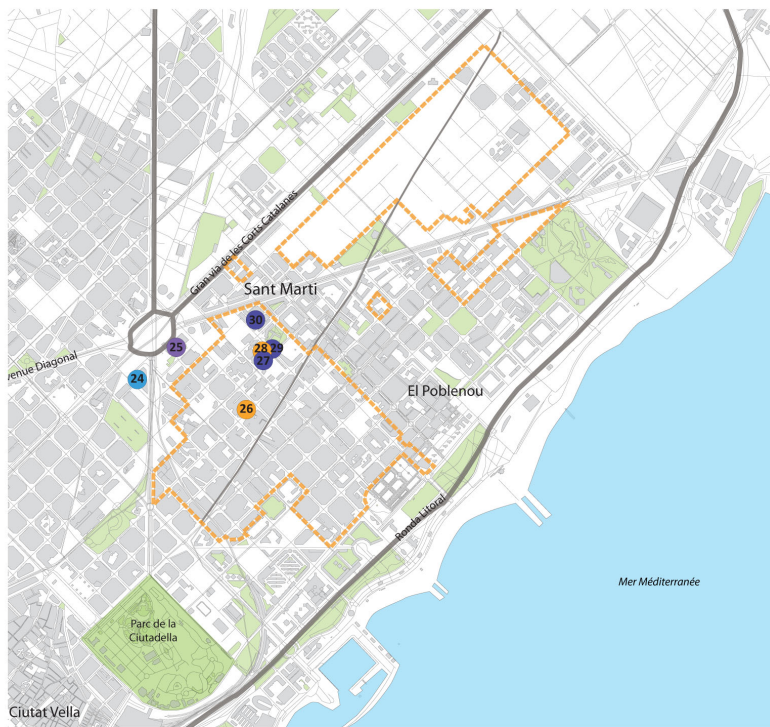 Gran via de les Corts Catalanes
Sant Marti
30
25
28
29
27
venue Diagonal
24
El Poblenou
26
Ronda Litoral
Mer Méditerranée
Parc de la
Ciutadella
Ciutat Vella